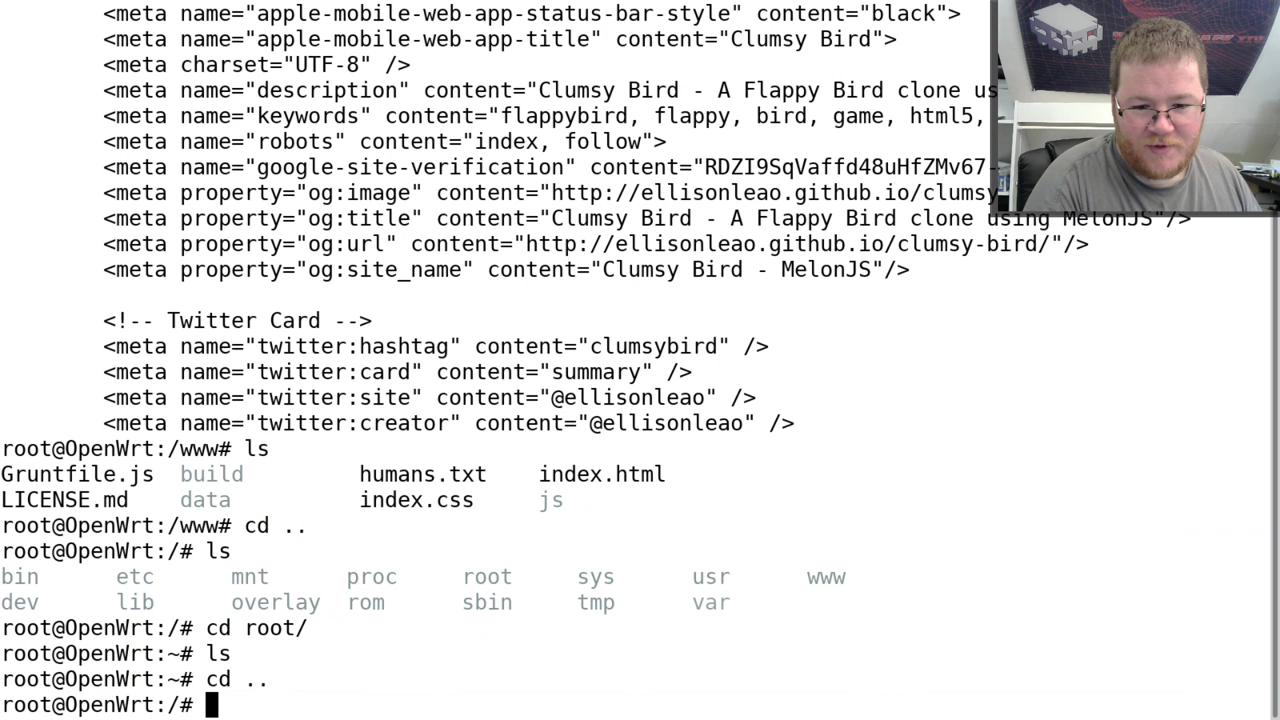 <meta name="apple-mobile-web-app-status-bar-style" content="black">
<meta name="apple-mobile-web-app-title" content="Clumsy Bird">
<meta charset="UTF-8" />
<meta name="description" content="Clumsy Bird - A Flappy Bird clone us
<meta name="keywords" content="flappybird, flappy, bird, game, html5,
<meta name="robots" content="index, follow">
<meta name="google-site-verification" content="RDZI9SqVaffd48uHfZMv67-
<meta property="og:image" content="http://ellisonleao.github.io/clumsy
<meta property="og:title" content="Clumsy Bird - A Flappy Bird clone using MelonJS"/>
<meta property="og:url" content="http://ellisonleao.github.io/clumsy-bird/"/>
<meta property="og:site_name" content="Clumsy Bird - MelonJS"/>
<!-- Twitter Card -->
<meta name="twitter:hashtag" content="clumsybird" />
<meta name="twitter:card" content="summary" />
<meta name="twitter:site" content="@ellisonleao" />
<meta name="twitter:creator" content="@ellisonleao" />
root@OpenWrt:/www# ls
Gruntfile.js build humans.txt index.html
LICENSE.md data index.css js
root@OpenWrt:/www# cd ..
root@OpenWrt:/# ls
bin etc mnt proc root sys usr www
dev lib overlay rom sbin tmp var
root@OpenWrt:/# cd root/
root@OpenWrt:~# ls
root@OpenWrt:~# cd ..
root@OpenWrt:/#